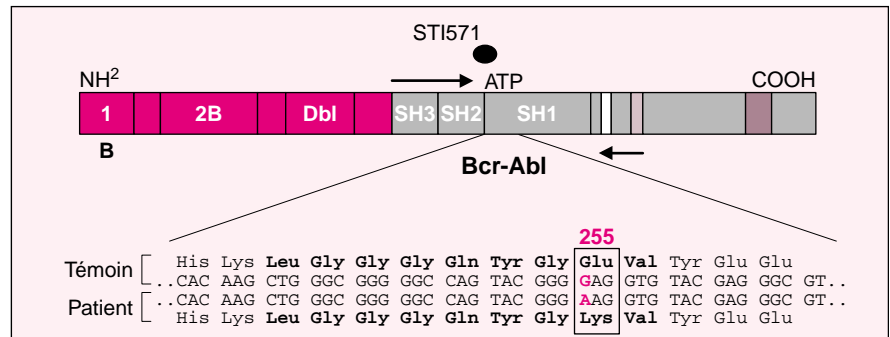 STI571
NH2 ATP COOH
1 2B Dbl SH3 SH2 SH1
B
Bcr-Abl
255
Témoin
His Lys Leu Gly Gly Gly Gln Tyr Gly Glu Val Tyr Glu Glu
..CAC AAG CTG GGC GGG GGC CAG TAC GGG GAG GTG TAC GAG GGC GT..
Patient
..CAC AAG CTG GGC GGG GGC CAG TAC GGG AAG GTG TAC GAG GGC GT..
His Lys Leu Gly Gly Gly Gln Tyr Gly Lys Val Tyr Glu Glu